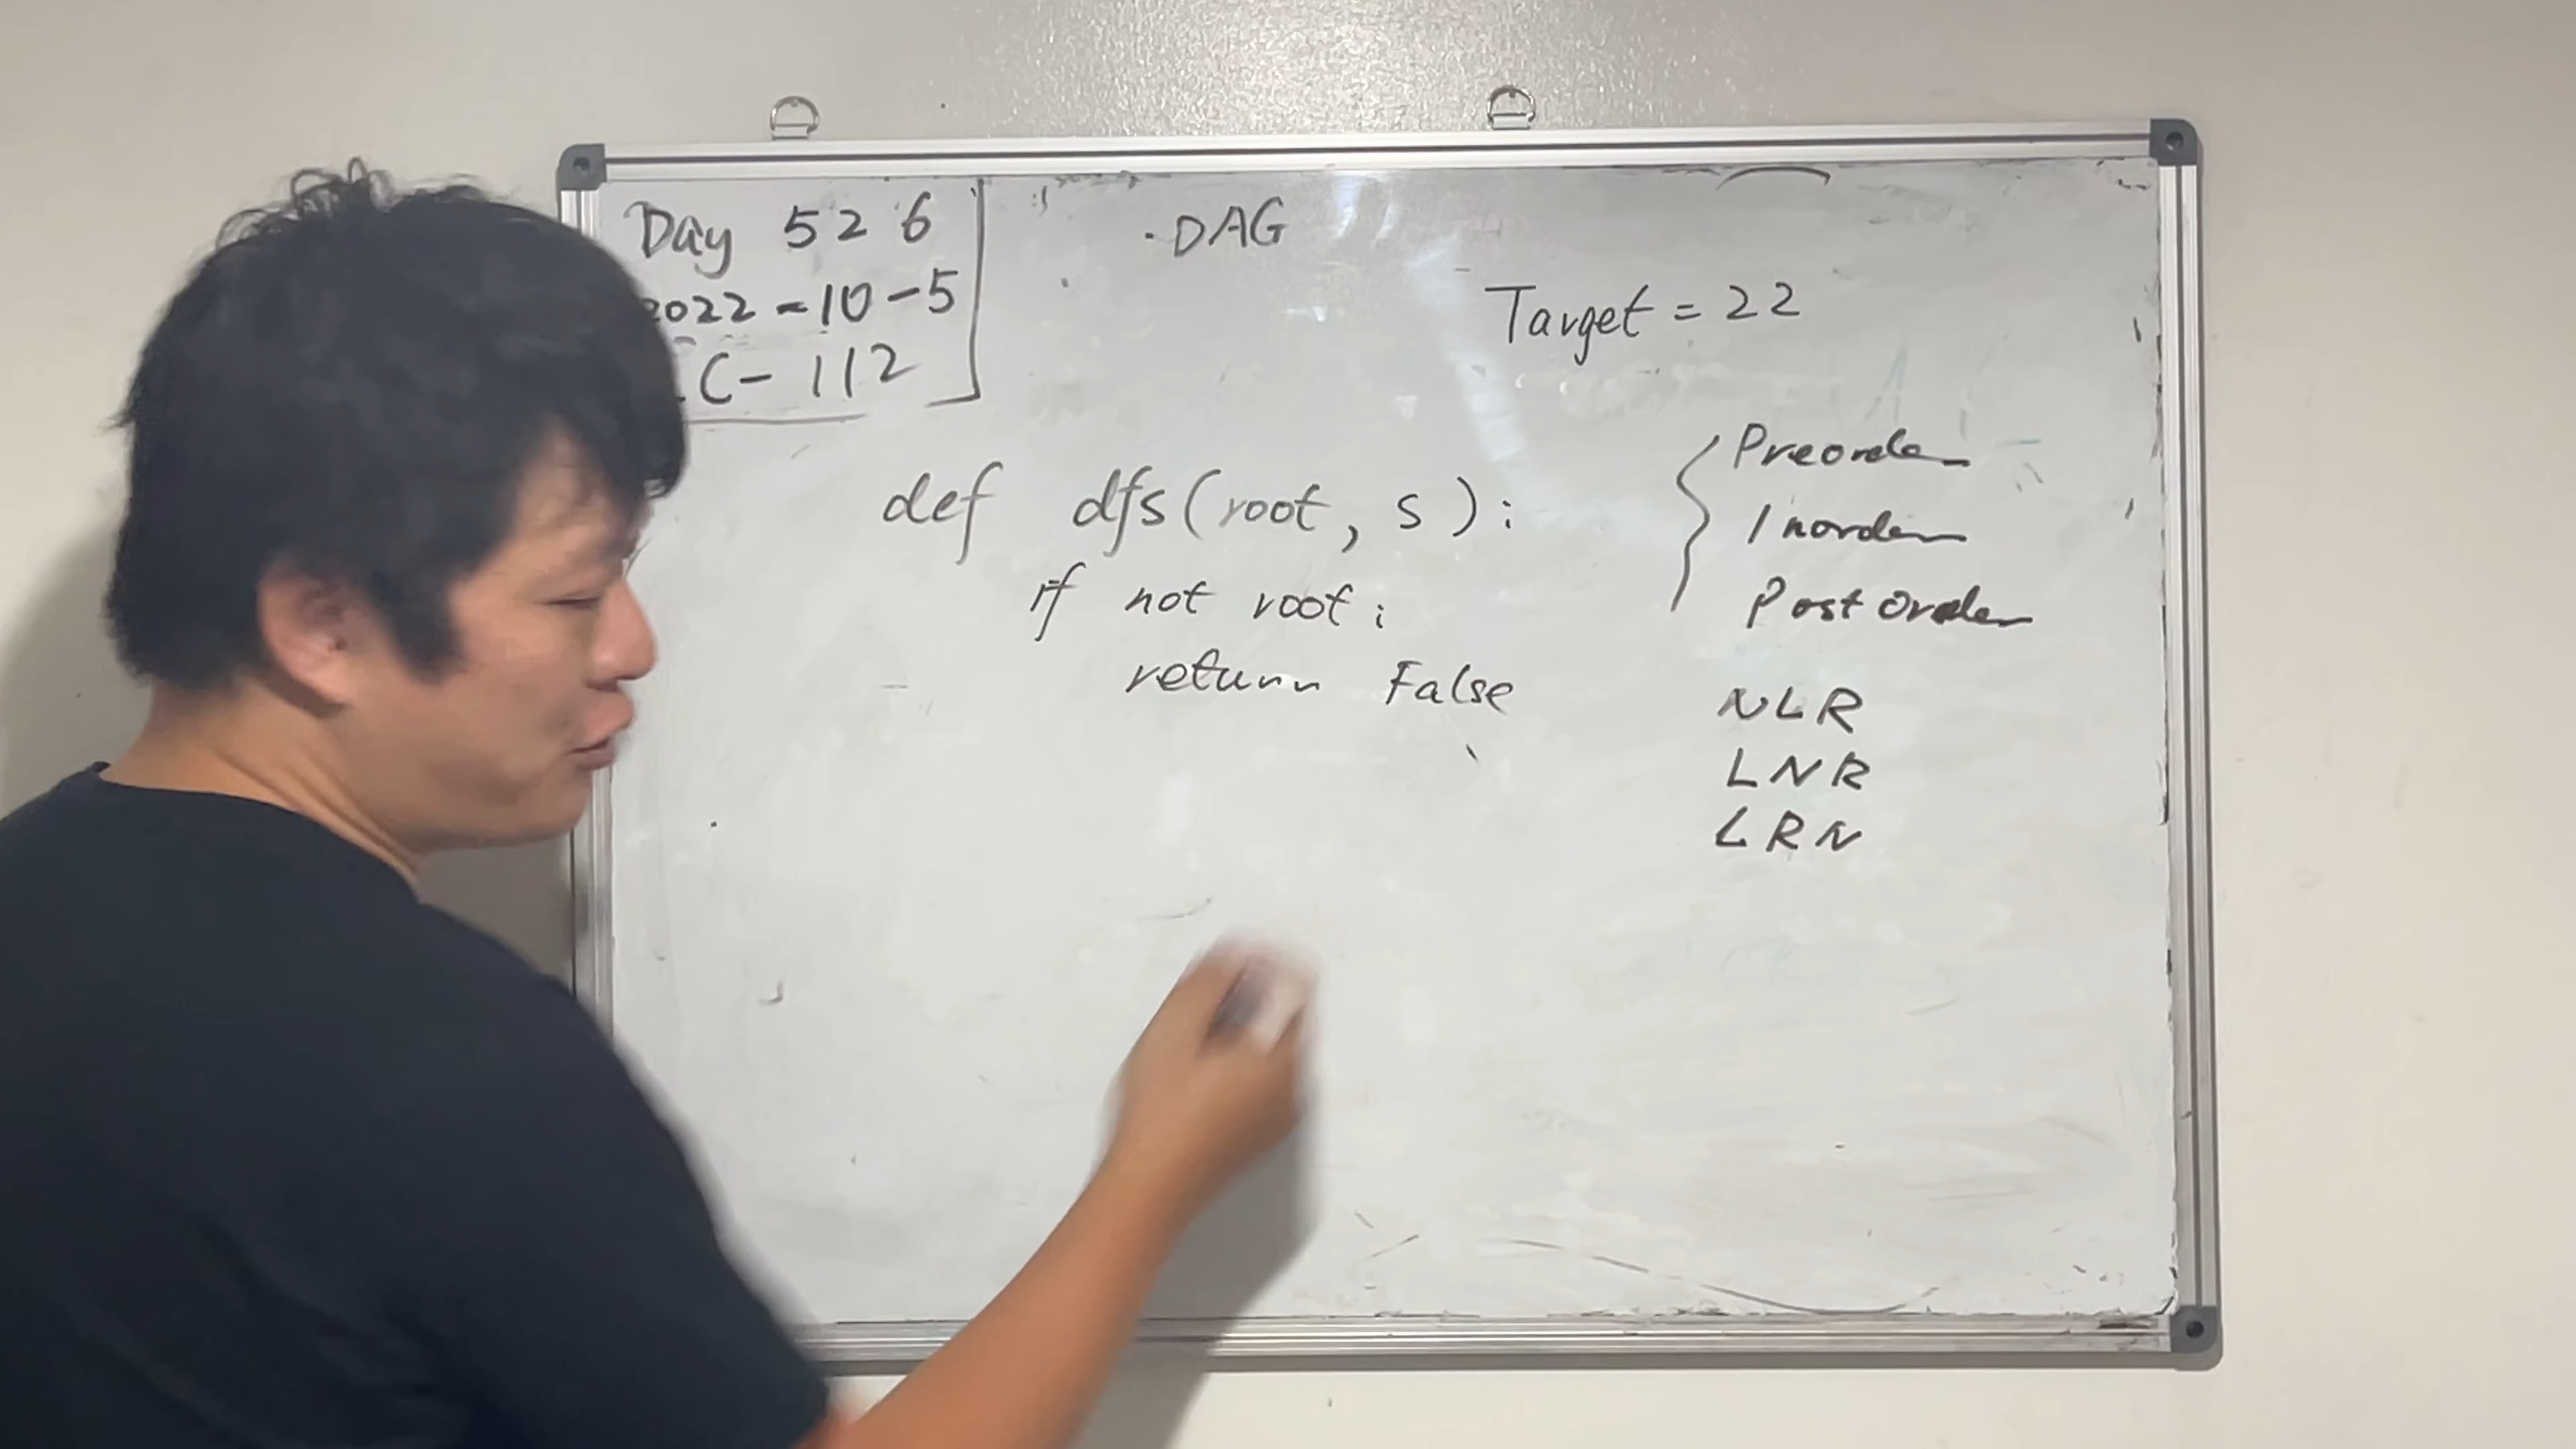 Day 526
2022-10-5
C-112
·DAG
Target = 22
def dfs(root, s):
if not root:
return False
Preorder
Inorder
Postorder
NLR
LNR
LRN